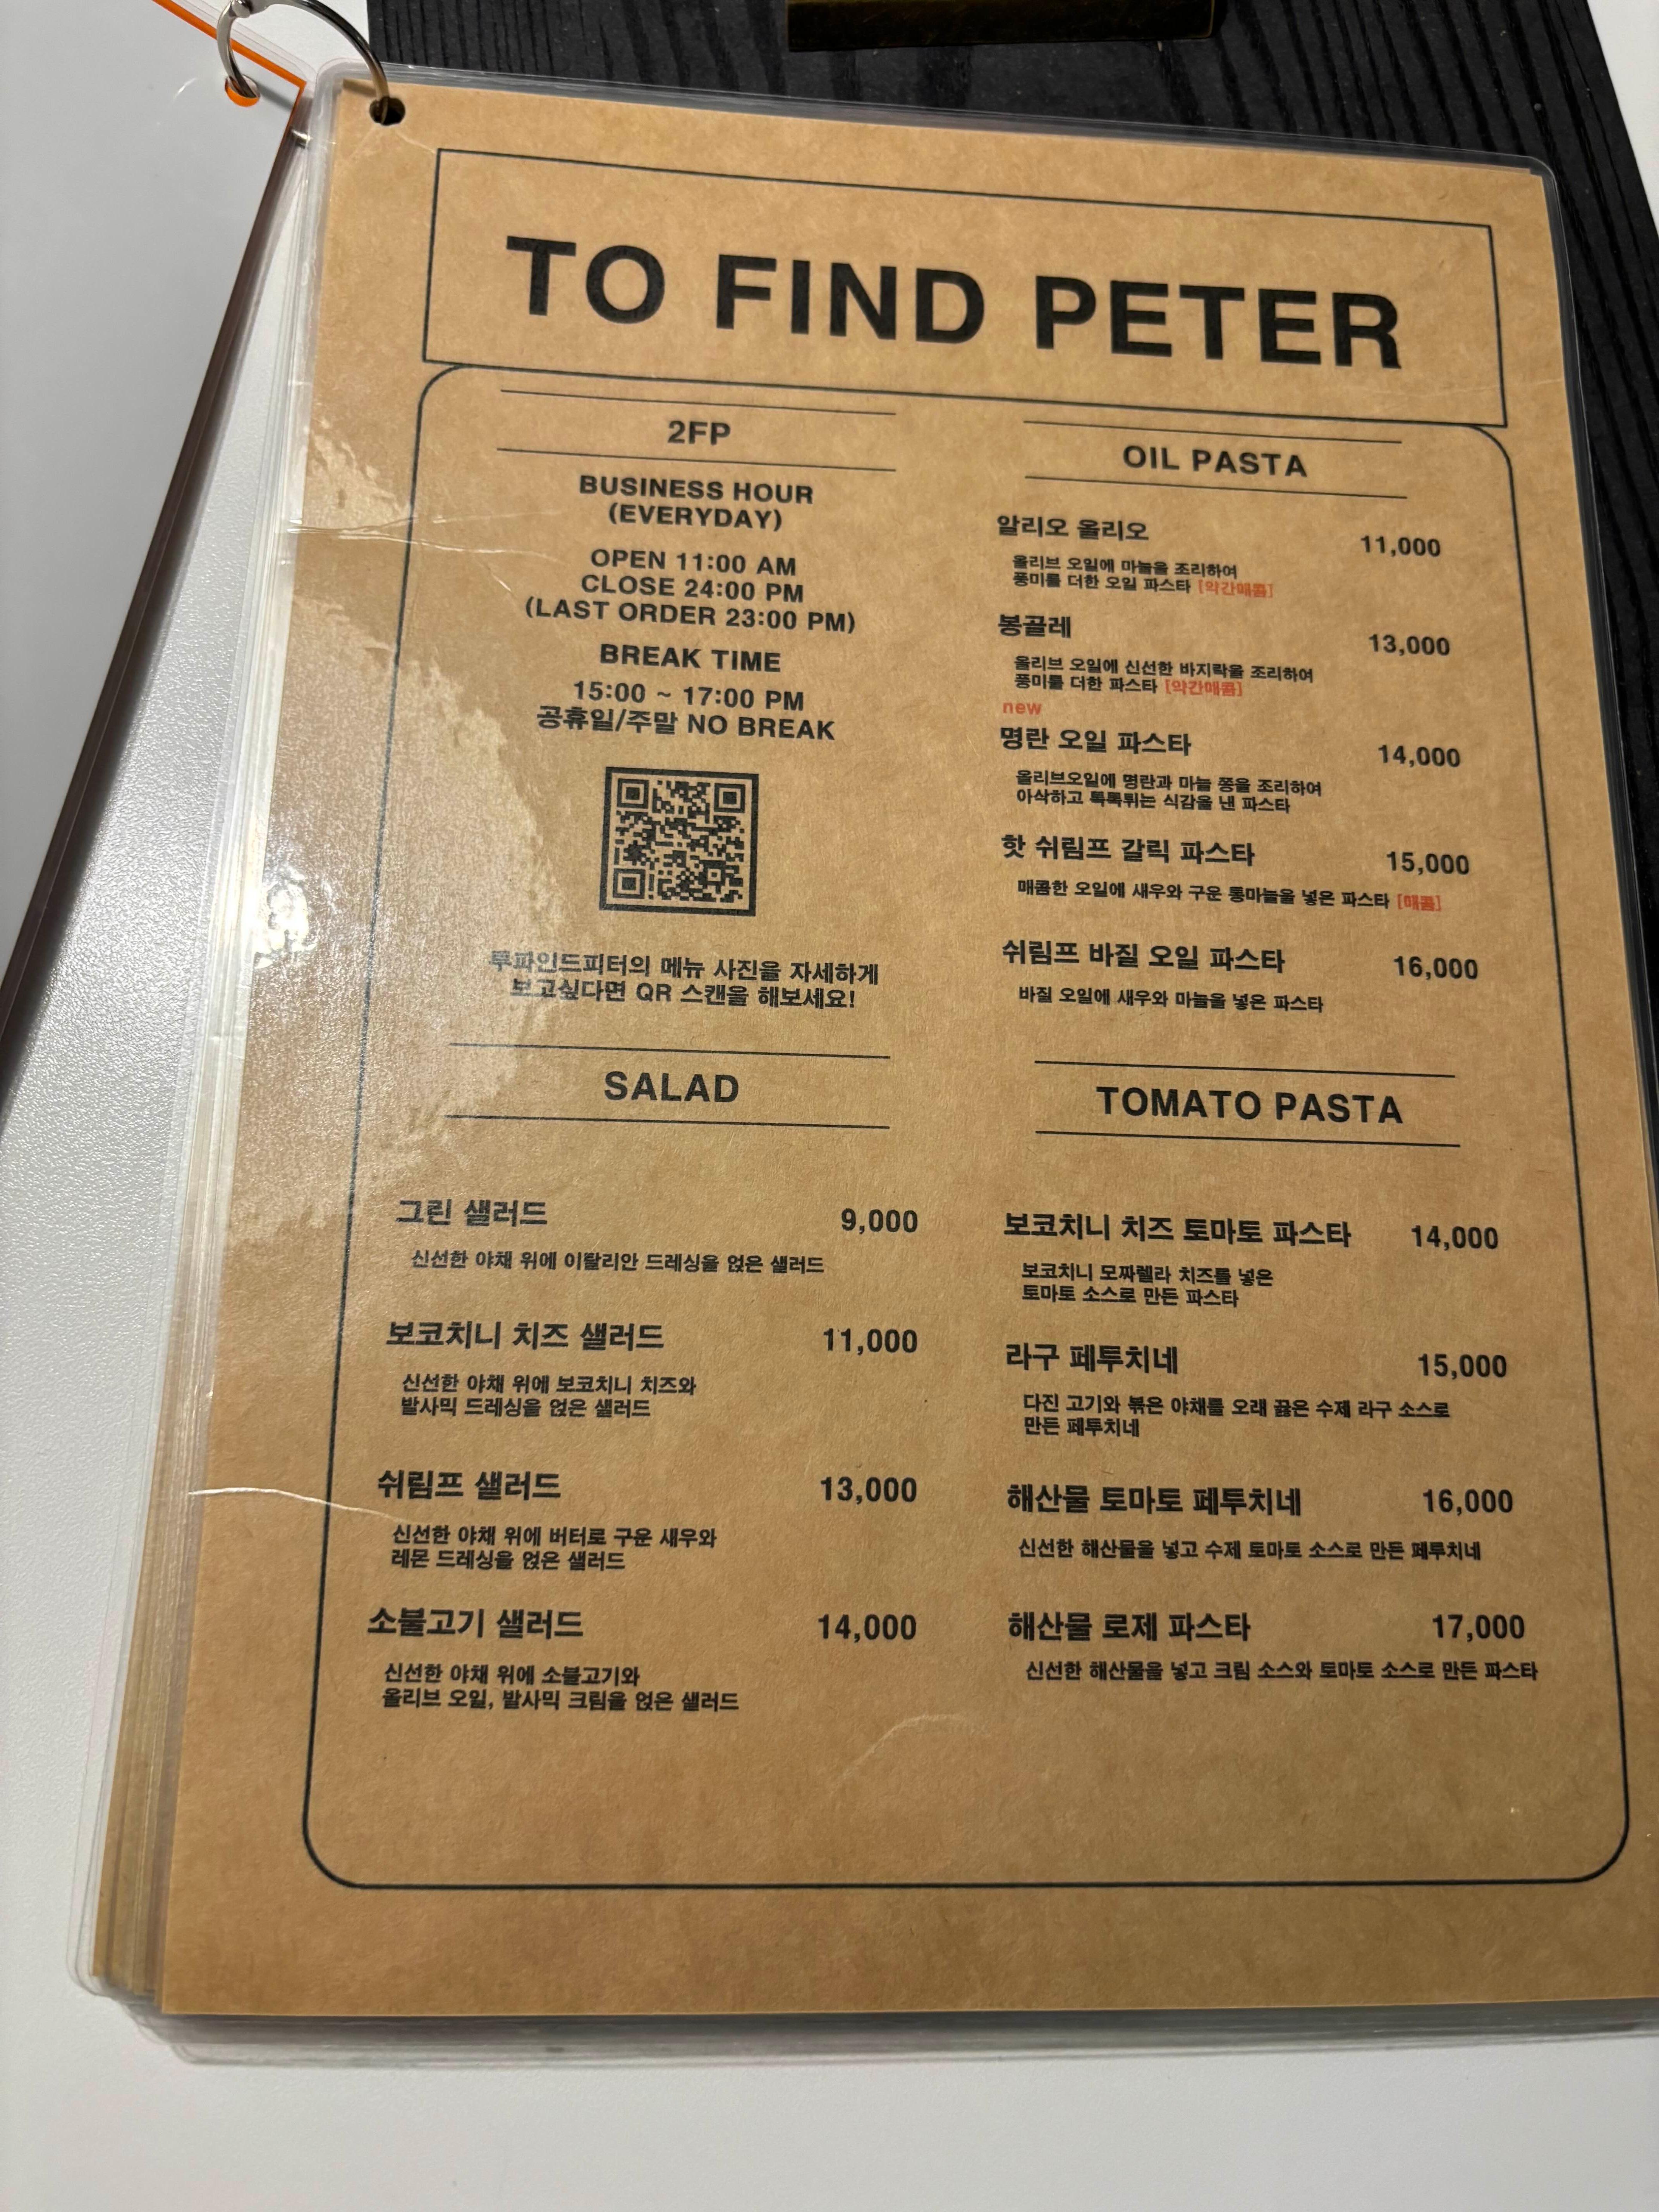 TO FIND PETER
2FP
BUSINESS HOUR
(EVERYDAY)
OPEN 11:00 AM
CLOSE 24:00 PM
(LAST ORDER 23:00 PM)
BREAK TIME
15:00 ~ 17:00 PM
공휴일/주말 NO BREAK
투파인드피터의 메뉴 사진을 자세하게
보고싶다면 QR 스캔을 해보세요!
SALAD
그린 샐러드 9,000
신선한 야채 위에 이탈리안 드레싱을 얹은 샐러드
보코치니 치즈 샐러드 11,000
신선한 야채 위에 보코치니 치즈와
발사믹 드레싱을 얹은 샐러드
쉬림프 샐러드 13,000
신선한 야채 위에 버터로 구운 새우와
레몬 드레싱을 얹은 샐러드
소불고기 샐러드 14,000
신선한 야채 위에 소불고기와
올리브 오일, 발사믹 크림을 얹은 샐러드
OIL PASTA
알리오 올리오 11,000
올리브 오일에 마늘을 조리하여
풍미를 더한 오일 파스타 [약간매콤]
봉골레 13,000
올리브 오일에 신선한 바지락을 조리하여
풍미를 더한 파스타 [약간매콤]
new
명란 오일 파스타 14,000
올리브오일에 명란과 마늘 쫑을 조리하여
아삭하고 톡톡튀는 식감을 낸 파스타
핫 쉬림프 갈릭 파스타 15,000
매콤한 오일에 새우와 구운 통마늘을 넣은 파스타 [매콤]
쉬림프 바질 오일 파스타 16,000
바질 오일에 새우와 마늘을 넣은 파스타
TOMATO PASTA
보코치니 치즈 토마토 파스타 14,000
보코치니 모짜렐라 치즈를 넣은
토마토 소스로 만든 파스타
라구 페투치네 15,000
다진 고기와 볶은 야채를 오래 끓은 수제 라구 소스로
만든 페투치네
해산물 토마토 페투치네 16,000
신선한 해산물을 넣고 수제 토마토 소스로 만든 페투치네
해산물 로제 파스타 17,000
신선한 해산물을 넣고 크림 소스와 토마토 소스로 만든 파스타